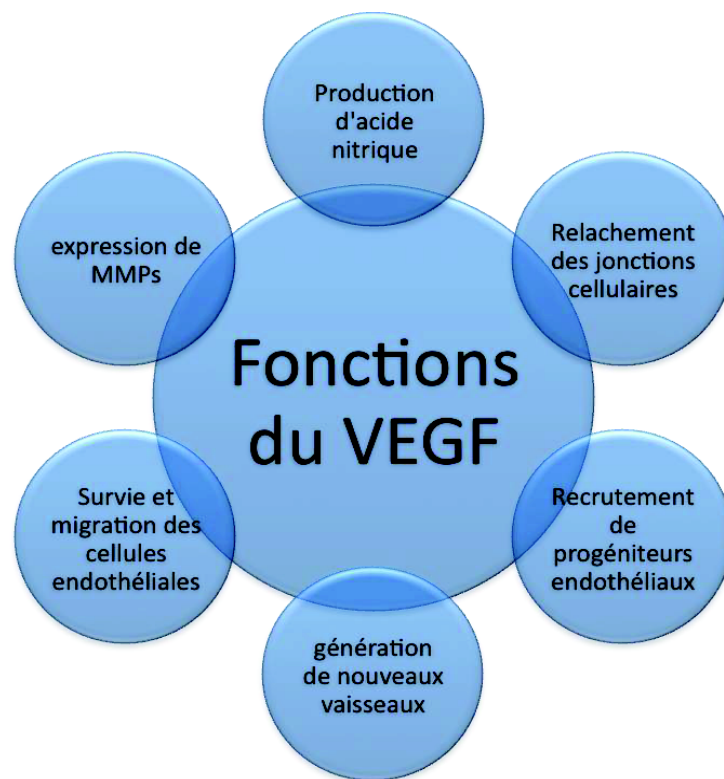 Production
d'acide
nitrique
Relachement
des jonctions
cellulaires
Recrutement
de
progéniteurs
endothéliaux
génération
de nouveaux
vaisseaux
Survie et
migration des
cellules
endothéliales
expression de
MMPs
Fonctions
du VEGF